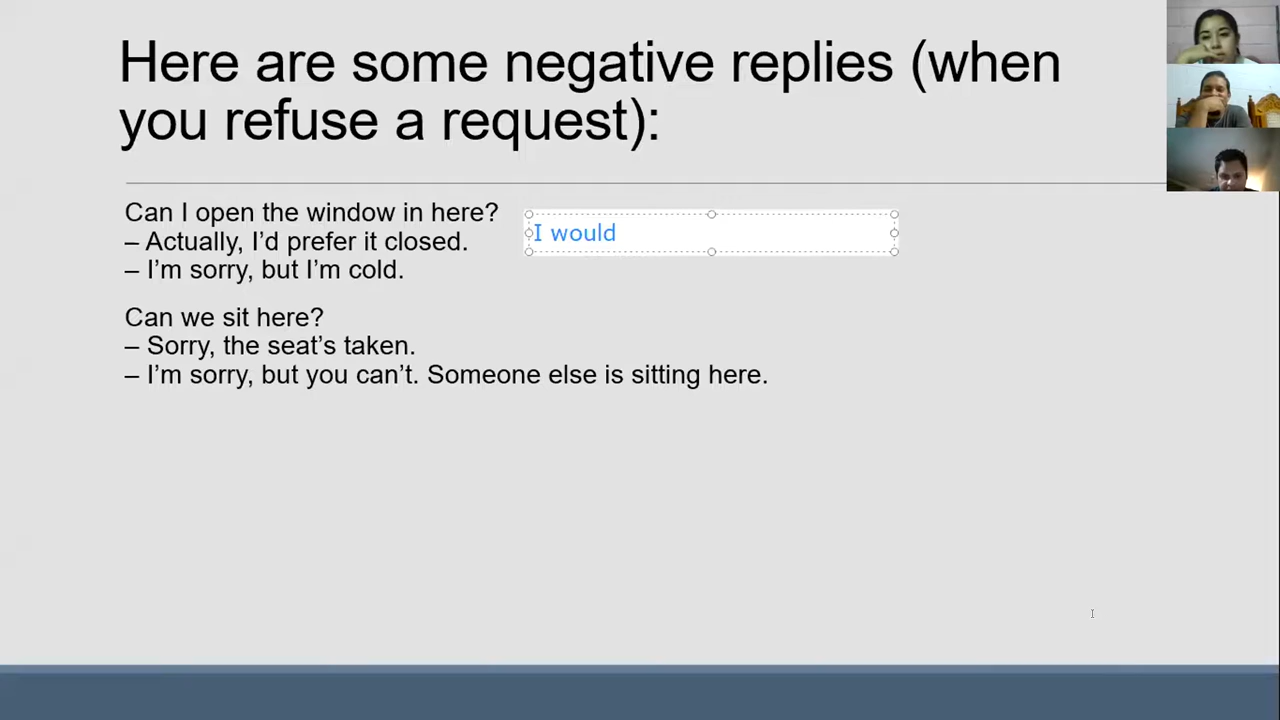 Here are some negative replies (when
you refuse a request):
Can I open the window in here?
– Actually, I’d prefer it closed.
– I’m sorry, but I’m cold.
I would
Can we sit here?
– Sorry, the seat’s taken.
– I’m sorry, but you can’t. Someone else is sitting here.